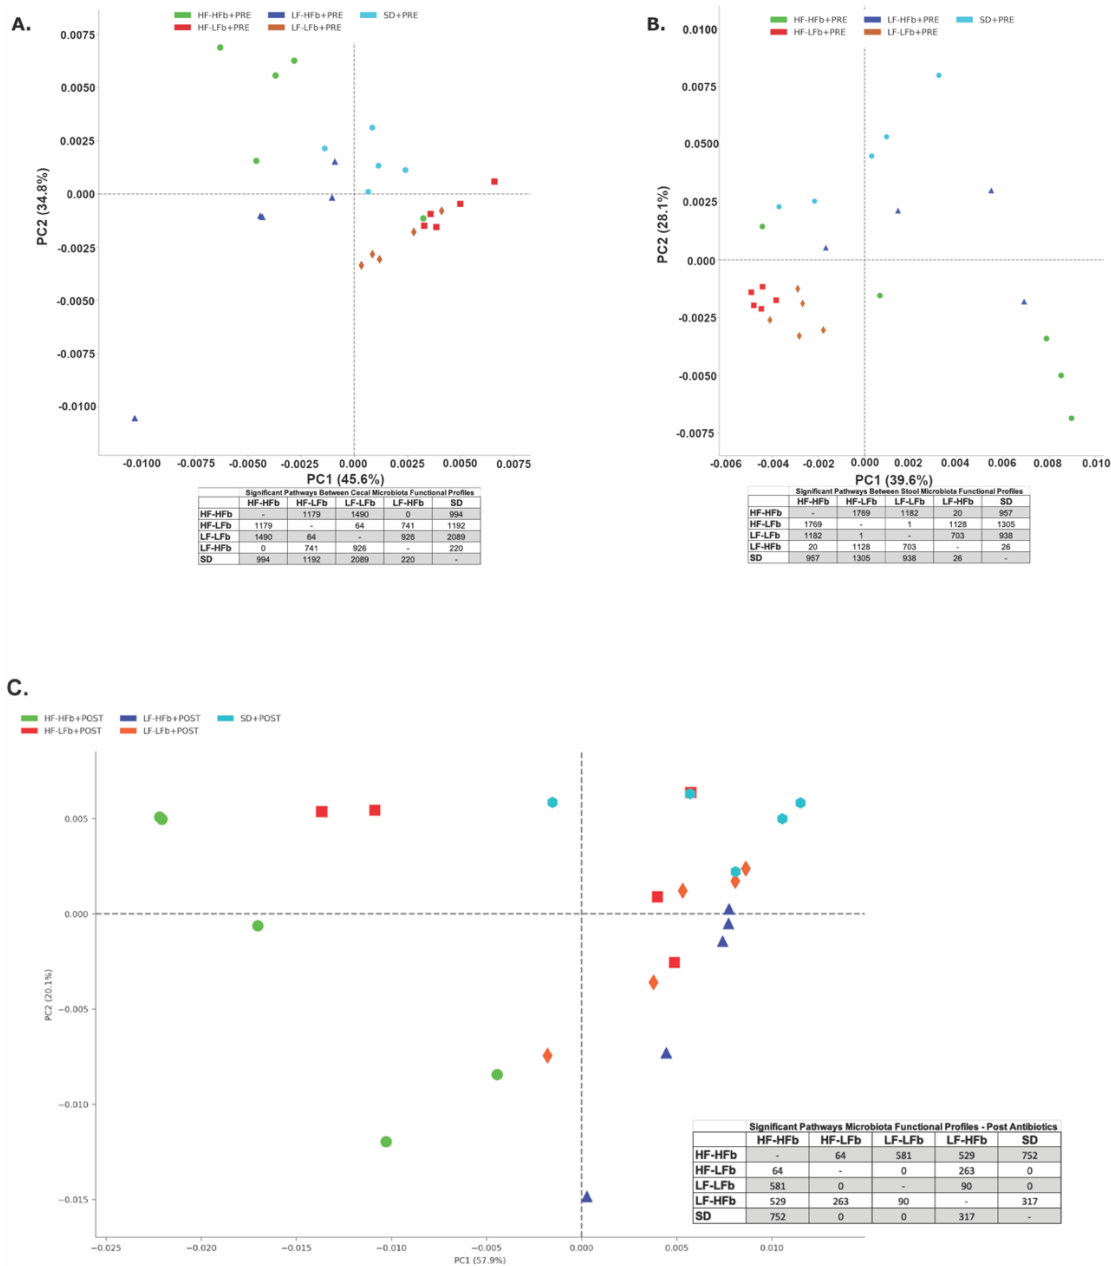 A.
HF-HFb+PRE LF-HFb+PRE SD+PRE
HF-LFb+PRE LF-LFb+PRE
0.0075
0.0050
0.0025
0.000
-0.0025
-0.0050
-0.0075
-0.0100
PC2 (34.8%)
-0.0100 -0.0075 -0.0050 -0.0025 0.000 0.0025 0.0050 0.0075
PC1 (45.6%)
Significant Pathways Between Cecal Microbiota Functional Profiles
HF-HFb HF-LFb LF-LFb LF-HFb SD
HF-HFb - 1179 1490 0 994
HF-LFb 1179 - 64 741 1192
LF-LFb 1490 64 - 926 2089
LF-HFb 0 741 926 - 220
SD 994 1192 2089 220 -
B.
HF-HFb+PRE LF-HFb+PRE SD+PRE
HF-LFb+PRE LF-LFb+PRE
0.0100
0.0075
0.0500
0.0025
0.000
-0.0025
-0.0050
-0.0075
PC2 (28.1%)
-0.006 -0.004 -0.002 0.000 0.002 0.004 0.006 0.008 0.010
PC1 (39.6%)
Significant Pathways Between Stool Microbiota Functional Profiles
HF-HFb HF-LFb LF-LFb LF-HFb SD
HF-HFb - 1769 1182 20 957
HF-LFb 1769 - 1 1128 1305
LF-LFb 1182 1 - 703 938
LF-HFb 20 1128 703 - 26
SD 957 1305 938 26 -
C.
HF-HFb+POST LF-HFb+POST SD+POST
HF-LFb+POST LF-LFb+POST
0.005
0.000
−0.005
−0.010
−0.015
PC2 (20.1%)
−0.025 −0.020 −0.015 −0.010 −0.005 0.000 0.005 0.010
PC1 (57.9%)
Significant Pathways Microbiota Functional Profiles - Post Antibiotics
HF-HFb HF-LFb LF-LFb LF-HFb SD
HF-HFb - 64 581 529 752
HF-LFb 64 - 0 263 0
LF-LFb 581 0 - 90 0
LF-HFb 529 263 90 - 317
SD 752 0 0 317 -